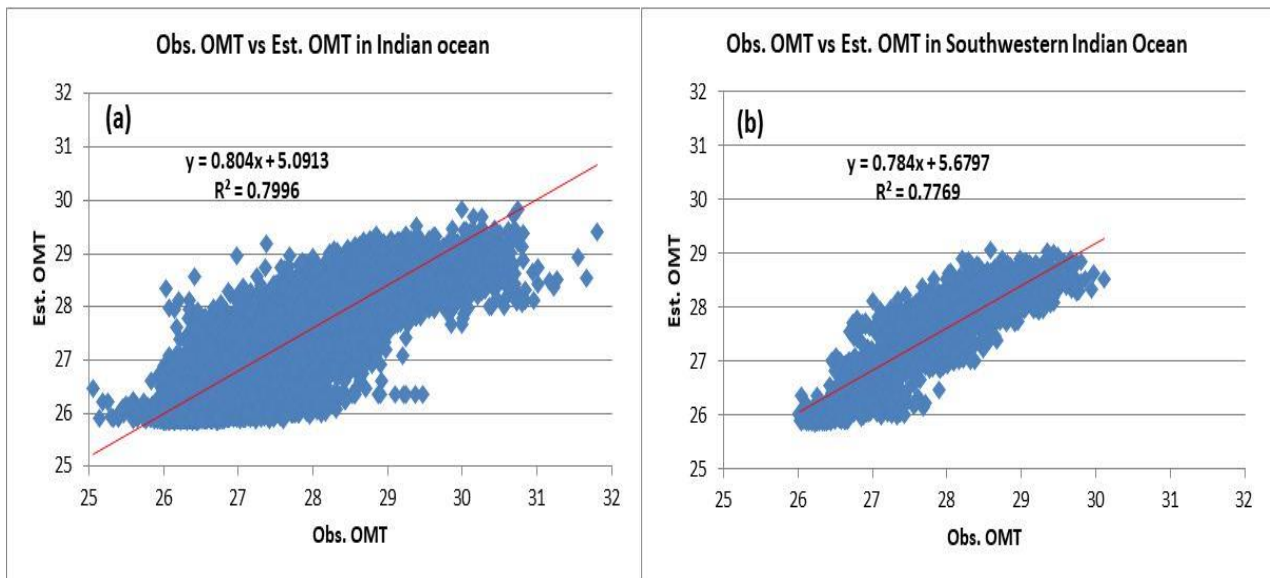 Obs. OMT vs Est. OMT in Indian ocean
(a)
y = 0.804x + 5.0913
R² = 0.7996
32
31
30
29
28
27
26
25
Est. OMT
25 26 27 28 29 30 31 32
Obs. OMT
Obs. OMT vs Est. OMT in Southwestern Indian Ocean
(b)
y = 0.784x + 5.6797
R² = 0.7769
32
31
30
29
28
27
26
25
Est. OMT
25 26 27 28 29 30 31 32
Obs. OMT